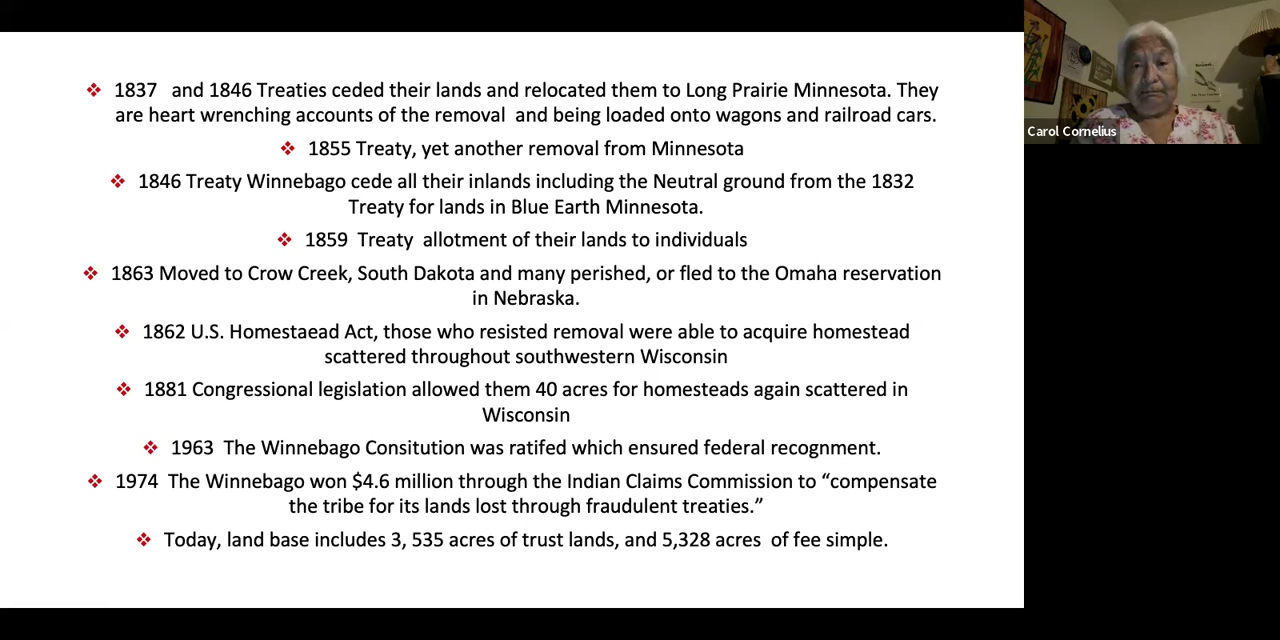 ❖ 1837 and 1846 Treaties ceded their lands and relocated them to Long Prairie Minnesota. They
are heart wrenching accounts of the removal and being loaded onto wagons and railroad cars.
❖ 1855 Treaty, yet another removal from Minnesota
❖ 1846 Treaty Winnebago cede all their inlands including the Neutral ground from the 1832
Treaty for lands in Blue Earth Minnesota.
❖ 1859 Treaty allotment of their lands to individuals
❖ 1863 Moved to Crow Creek, South Dakota and many perished, or fled to the Omaha reservation
in Nebraska.
❖ 1862 U.S. Homestaead Act, those who resisted removal were able to acquire homestead
scattered throughout southwestern Wisconsin
❖ 1881 Congressional legislation allowed them 40 acres for homesteads again scattered in
Wisconsin
❖ 1963 The Winnebago Consitution was ratifed which ensured federal recognment.
❖ 1974 The Winnebago won $4.6 million through the Indian Claims Commission to “compensate
the tribe for its lands lost through fraudulent treaties.”
❖ Today, land base includes 3, 535 acres of trust lands, and 5,328 acres of fee simple.
Carol Cornelius